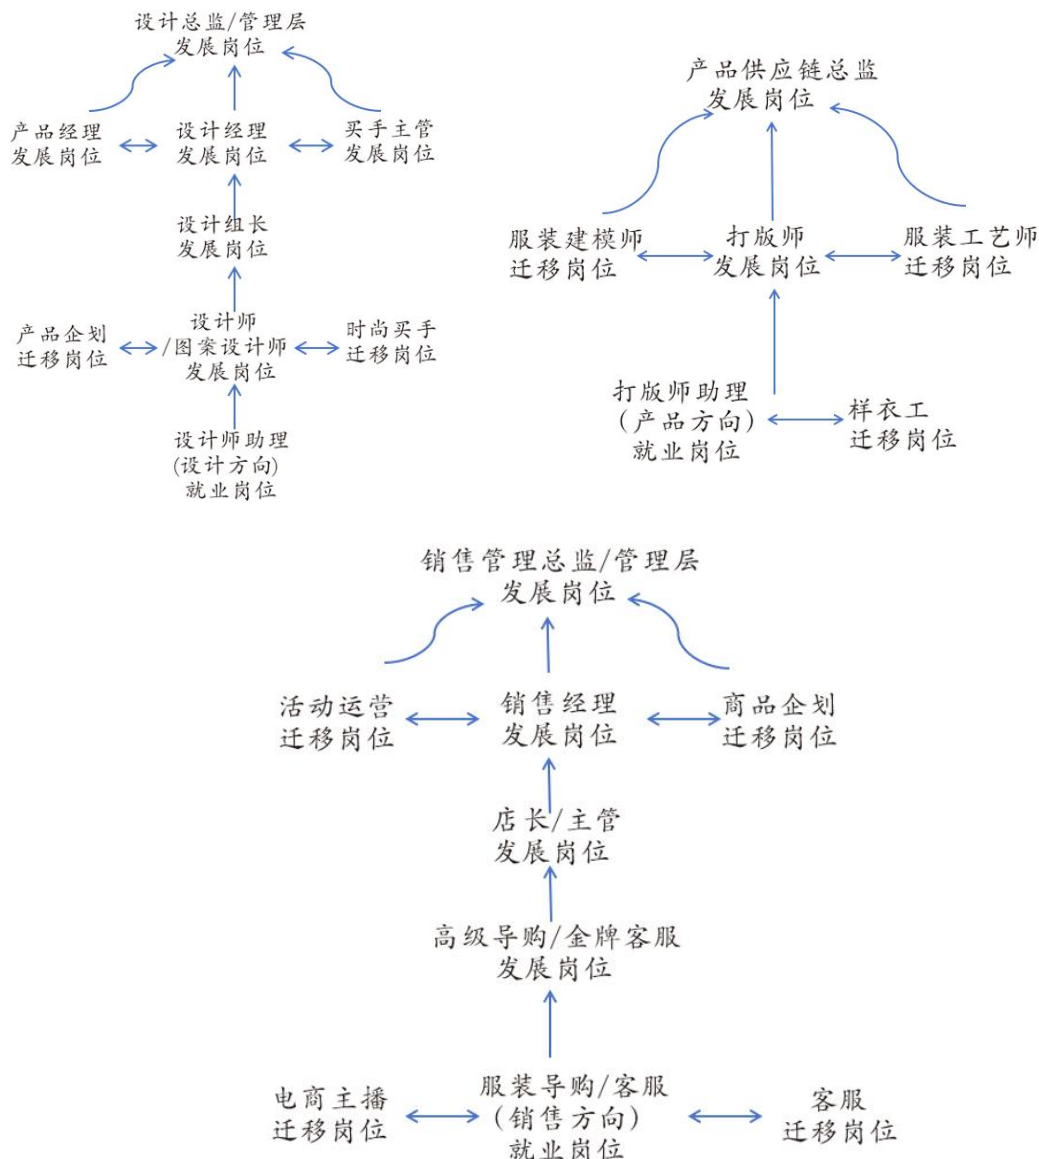 设计总监/管理层
发展岗位
产品经理
发展岗位
设计经理
发展岗位
买手主管
发展岗位
设计组长
发展岗位
产品企划
迁移岗位
设计师
/图案设计师
发展岗位
时尚买手
迁移岗位
设计师助理
(设计方向)
就业岗位
产品供应链总监
发展岗位
服装建模师
迁移岗位
打版师
发展岗位
服装工艺师
迁移岗位
打版师助理
（产品方向）
就业岗位
样衣工
迁移岗位
销售管理总监/管理层
发展岗位
活动运营
迁移岗位
销售经理
发展岗位
商品企划
迁移岗位
店长/主管
发展岗位
高级导购/金牌客服
发展岗位
电商主播
迁移岗位
服装导购/客服
（销售方向）
就业岗位
客服
迁移岗位